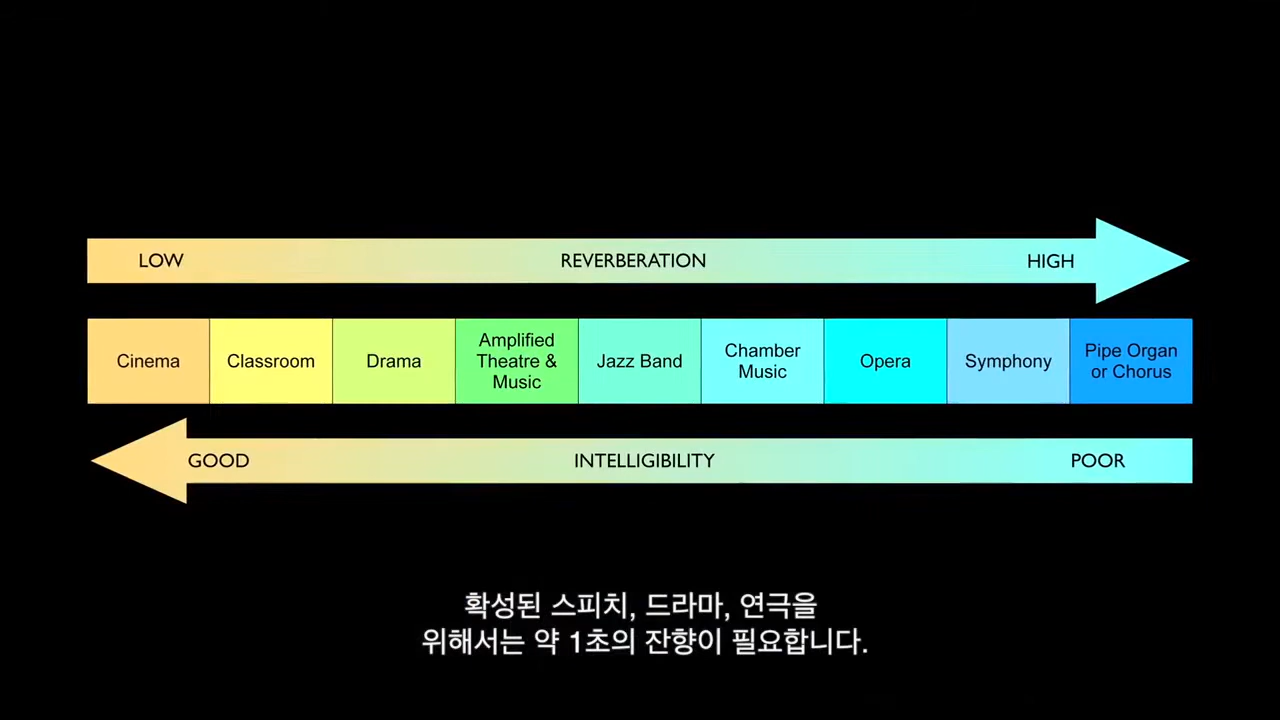 LOW REVERBERATION HIGH
Cinema
Classroom
Drama
Amplified
Theatre &
Music
Jazz Band
Chamber
Music
Opera
Symphony
Pipe Organ
or Chorus
GOOD INTELLIGIBILITY POOR
확성된 스피치, 드라마, 연극을
위해서는 약 1초의 잔향이 필요합니다.